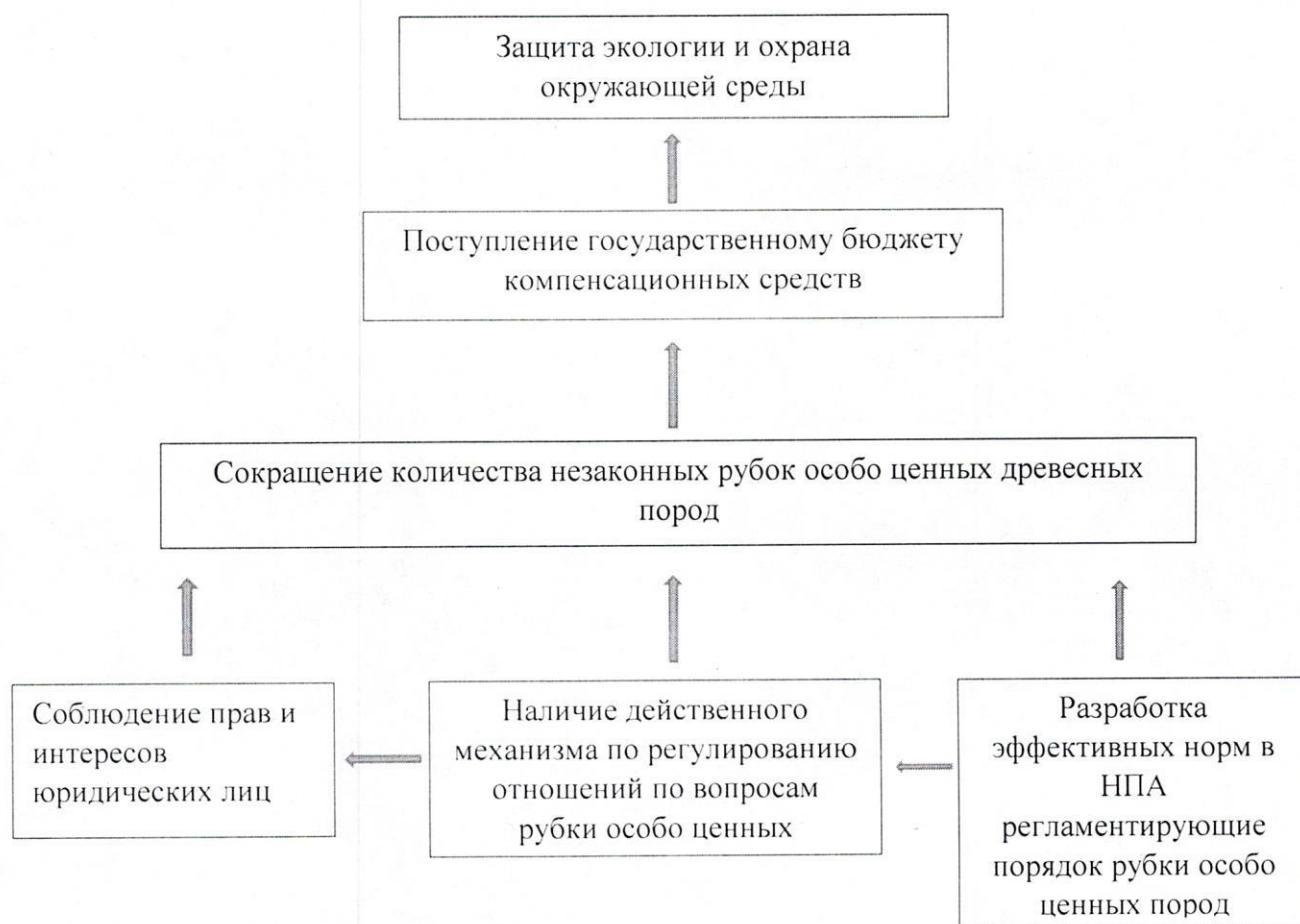 Защита экологии и охрана
окружающей среды
Поступление государственному бюджету
компенсационных средств
Сокращение количества незаконных рубок особо ценных древесных
пород
Соблюдение прав и
интересов
юридических лиц
Наличие действенного
механизма по регулированию
отношений по вопросам
рубки особо ценных
Разработка
эффективных норм в
НПА
регламентирующие
порядок рубки особо
ценных пород